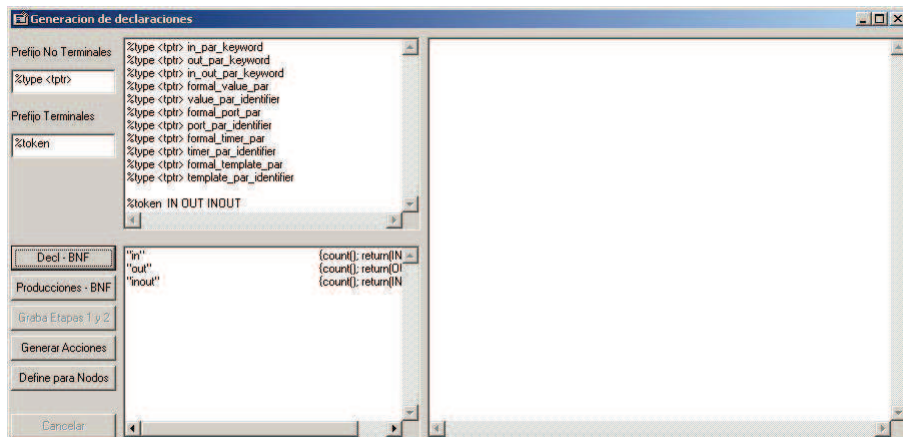 Generacion de declaraciones
Prefijo No Terminales
%type <tptr>
Prefijo Terminales
%token
%type <tptr> in_par_keyword
%type <tptr> out_par_keyword
%type <tptr> in_out_par_keyword
%type <tptr> formal_value_par
%type <tptr> value_par_identifier
%type <tptr> formal_port_par
%type <tptr> port_par_identifier
%type <tptr> formal_timer_par
%type <tptr> timer_par_identifier
%type <tptr> formal_template_par
%type <tptr> template_par_identifier
%token IN OUT INOUT
Decl - BNF
Producciones - BNF
Graba Etapas 1 y 2
Generar Acciones
Define para Nodos
Cancelar
"in" {count(); return(IN
"out" {count(); return(OU
"inout" {count(); return(IN